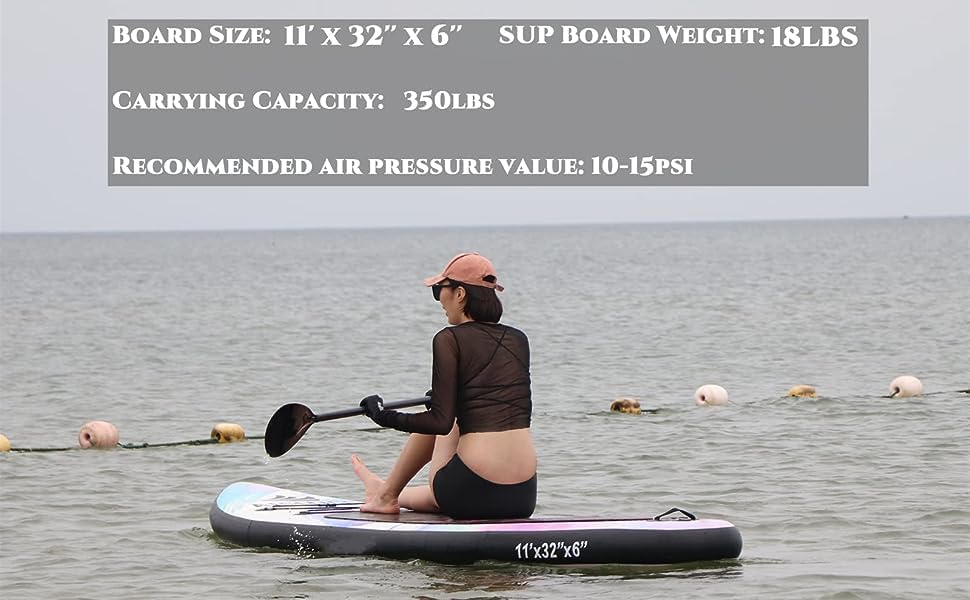 Board Size: 11' x 32" x 6" SUP Board Weight: 18LBS
Carrying Capacity: 350lbs
Recommended air pressure value: 10-15psi
11'x32"x6"